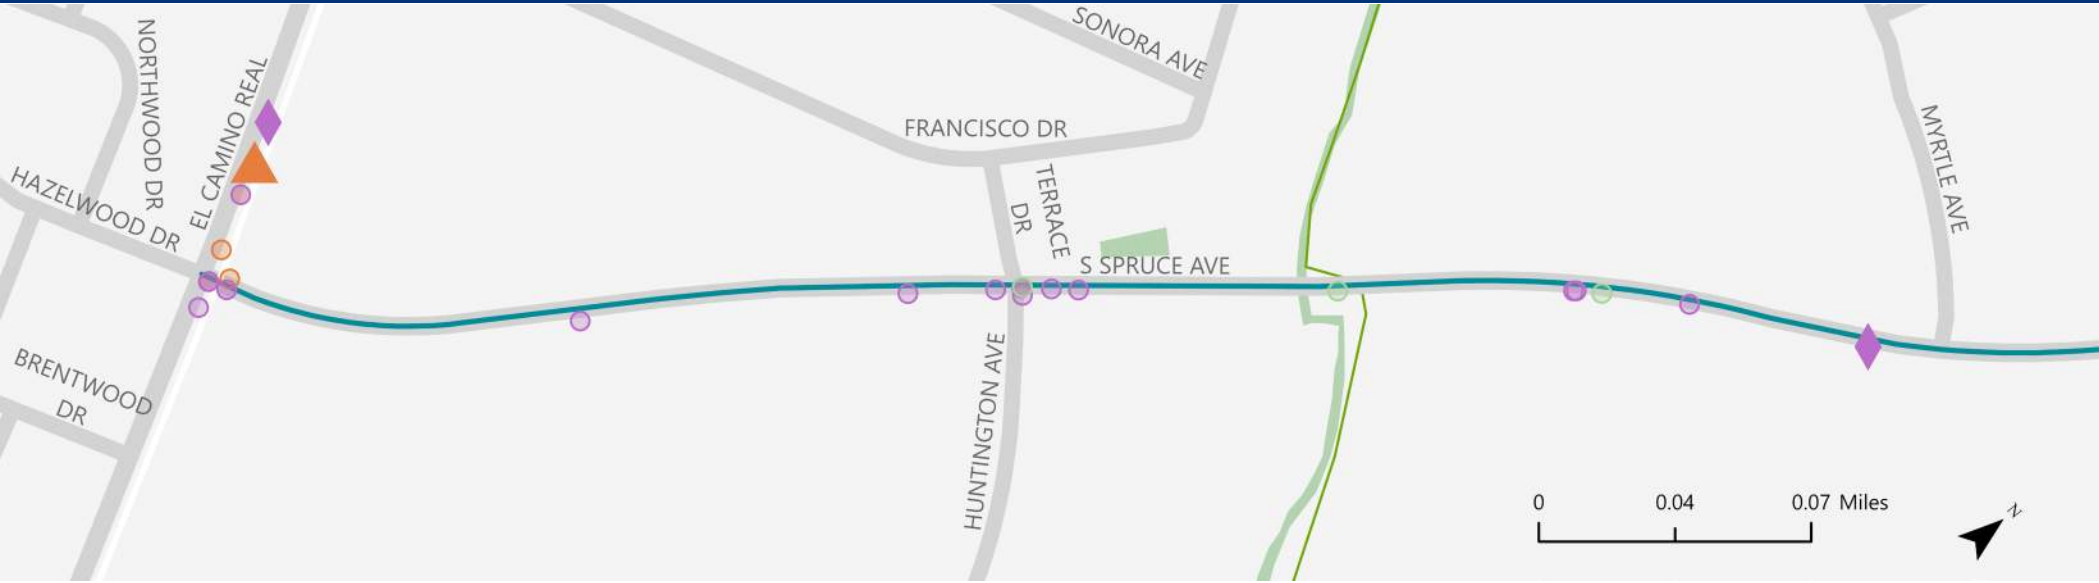 NORTHWOOD DR
EL CAMINO REAL
HAZELWOOD DR
BRENTWOOD
DR
SONORA AVE
FRANCISCO DR
TERRACE
DR
S SPRUCE AVE
HUNTINGTON AVE
MYRTLE AVE
0 0.04 0.07 Miles
N